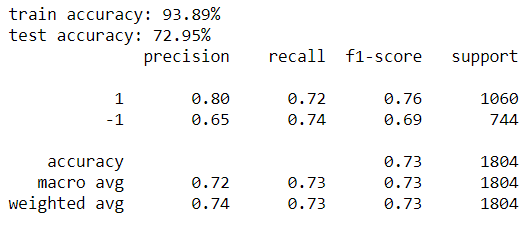 train accuracy: 93.89%
test accuracy: 72.95%
precision recall f1-score support
1 0.80 0.72 0.76 1060
-1 0.65 0.74 0.69 744
accuracy 0.73 1804
macro avg 0.72 0.73 0.73 1804
weighted avg 0.74 0.73 0.73 1804